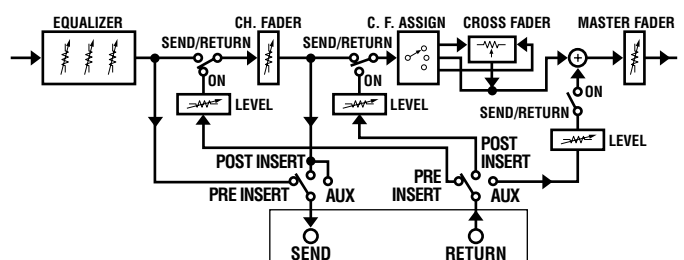 EQUALIZER
CH. FADER
C. F. ASSIGN
CROSS FADER
MASTER FADER
SEND/RETURN
SEND/RETURN
ON
ON
ON
LEVEL
LEVEL
SEND/RETURN
LEVEL
POST INSERT
POST
INSERT
PRE INSERT
AUX
PRE
INSERT
AUX
SEND
RETURN